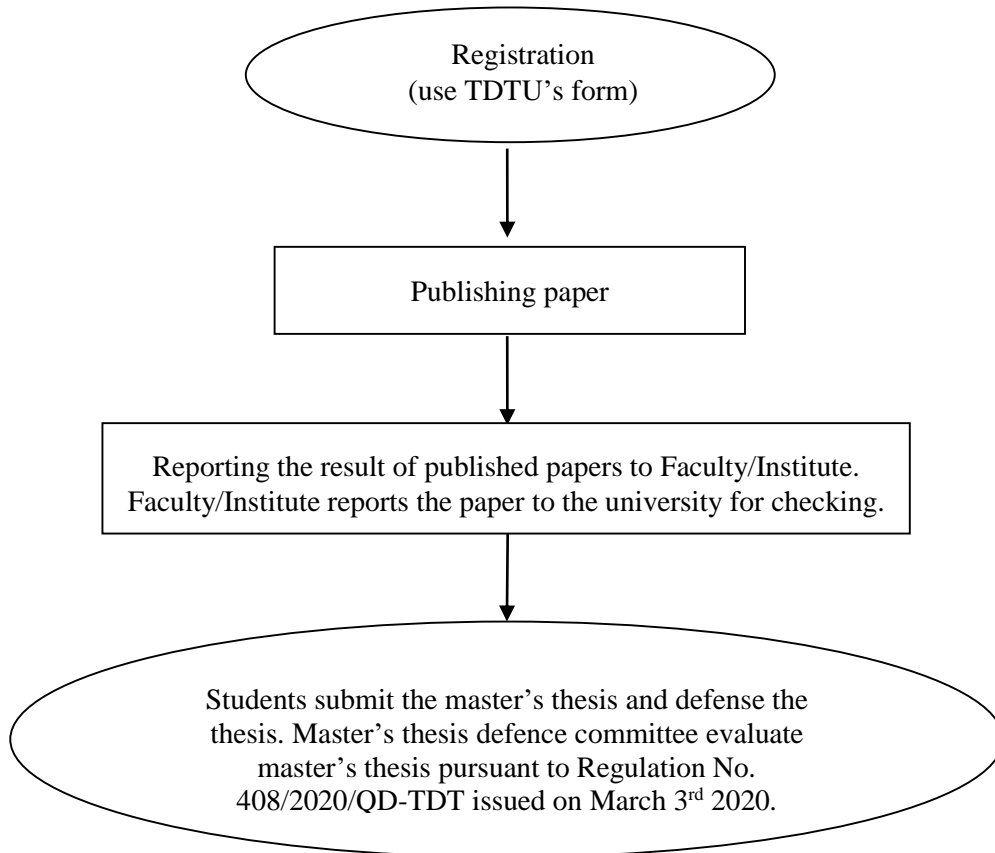 Registration
(use TDTU’s form)
Publishing paper
Reporting the result of published papers to Faculty/Institute.
Faculty/Institute reports the paper to the university for checking.
Students submit the master’s thesis and defense the
thesis. Master’s thesis defence committee evaluate
master’s thesis pursuant to Regulation No.
408/2020/QD-TDT issued on March 3rd 2020.